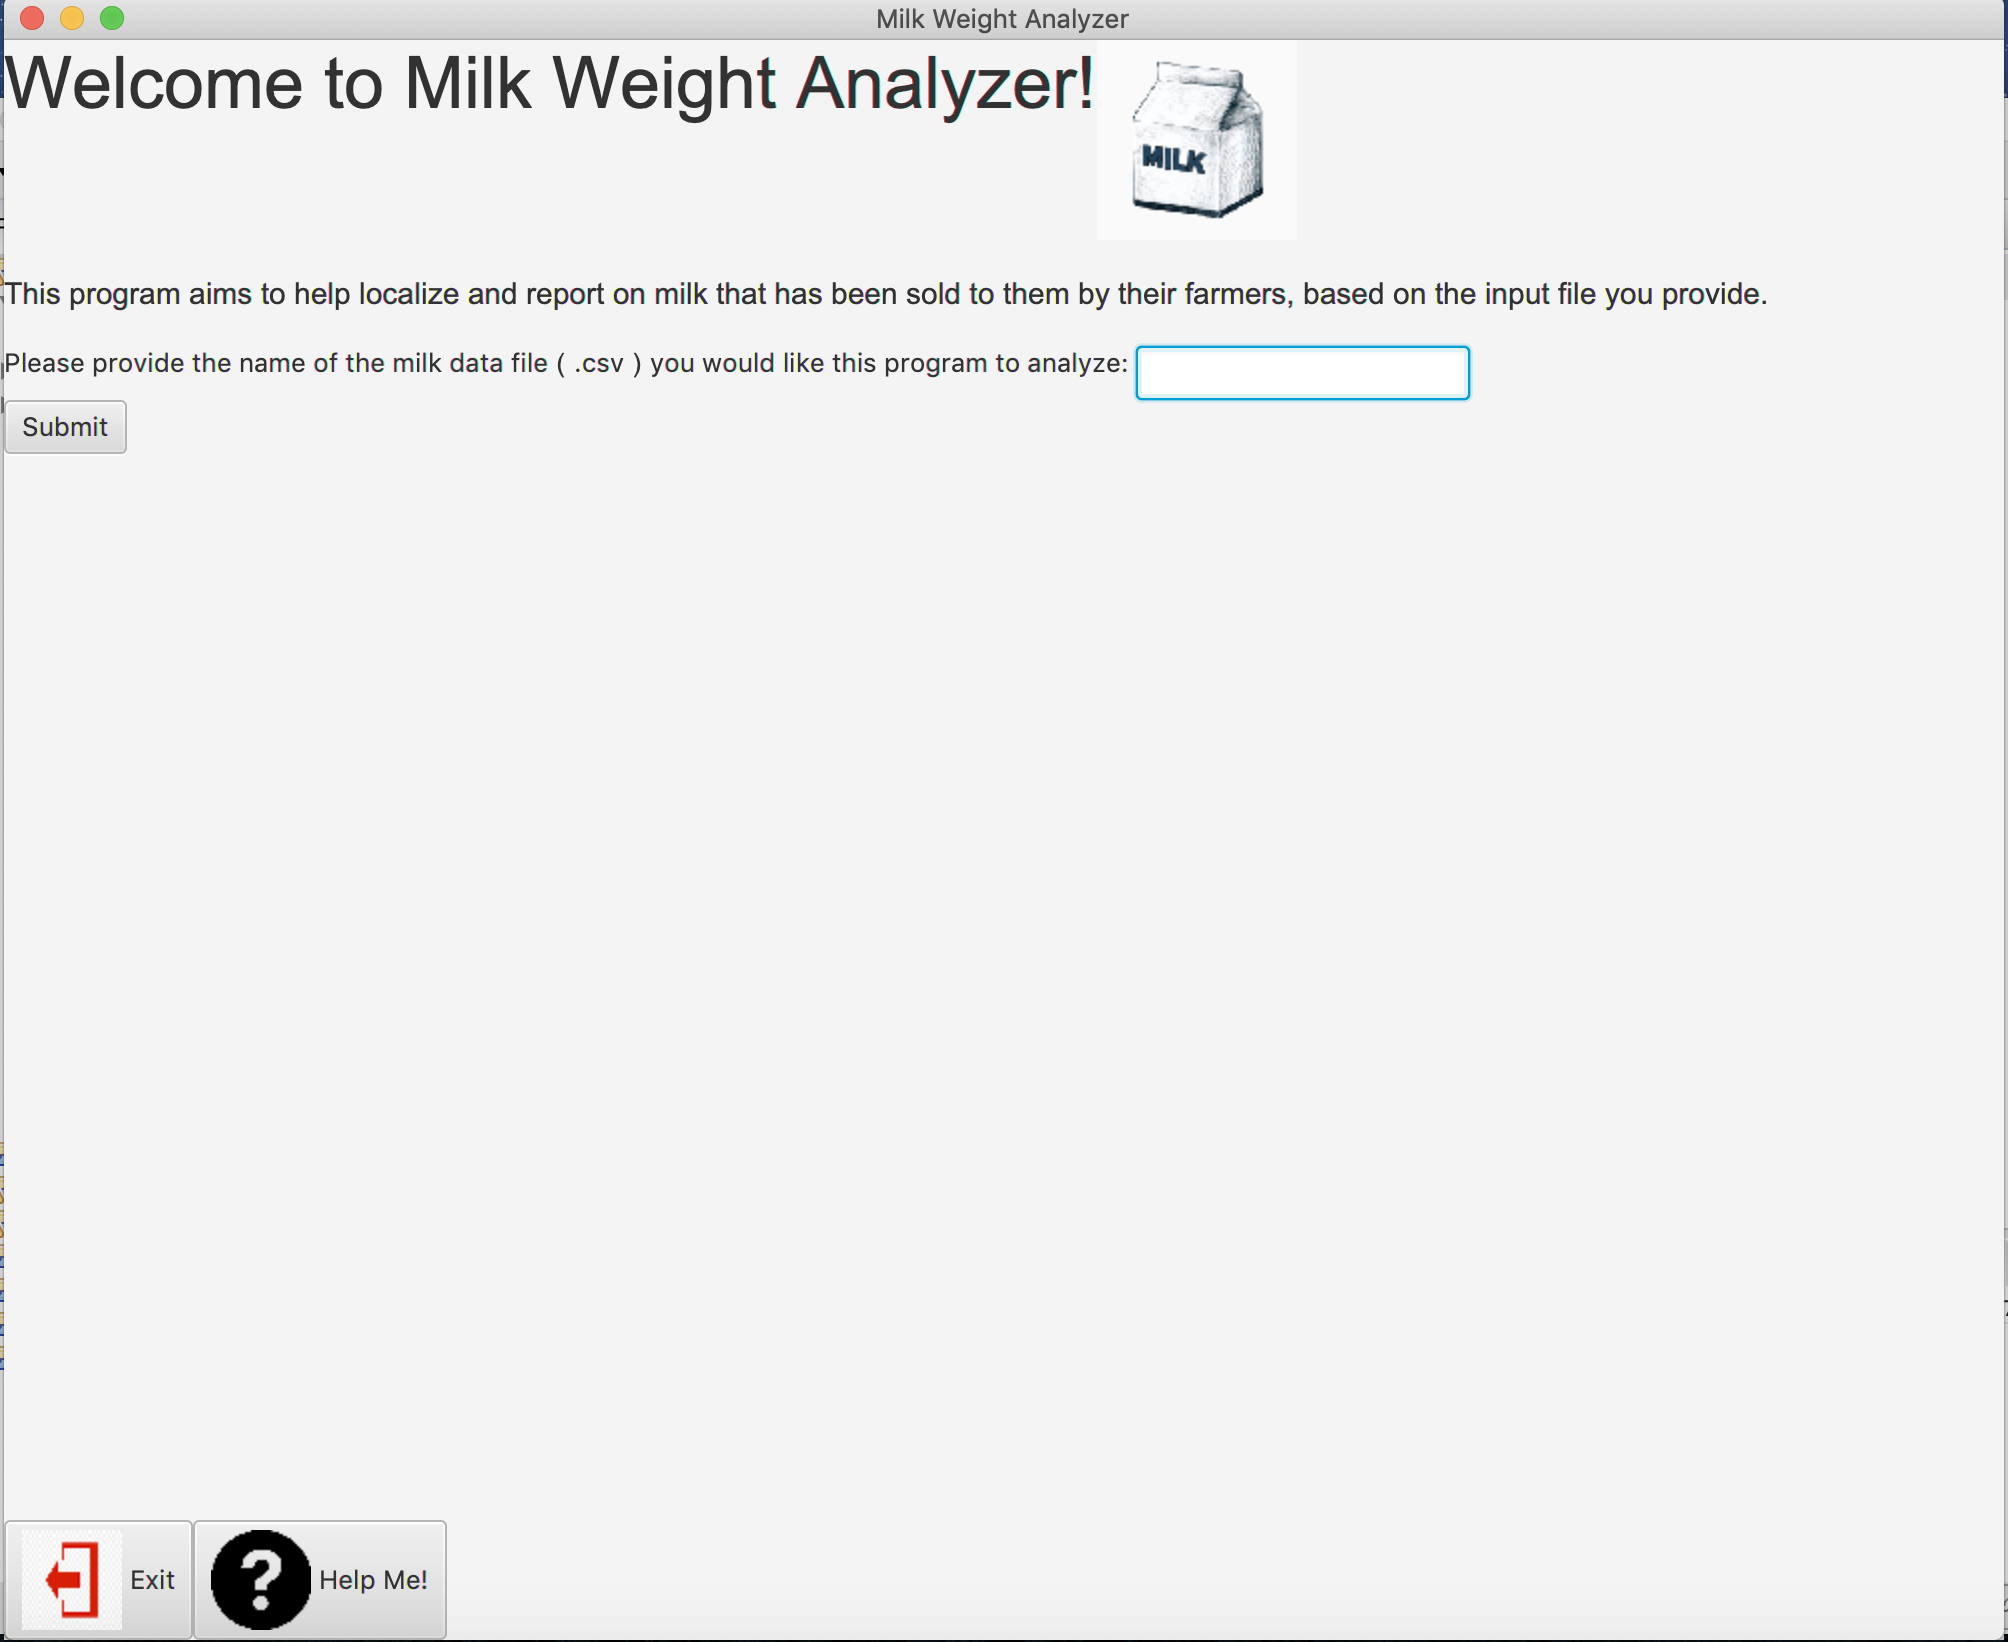 Milk Weight Analyzer
Welcome to Milk Weight Analyzer!
MILK
This program aims to help localize and report on milk that has been sold to them by their farmers, based on the input file you provide.
Please provide the name of the milk data file ( .csv ) you would like this program to analyze:
Submit
Exit
Help Me!